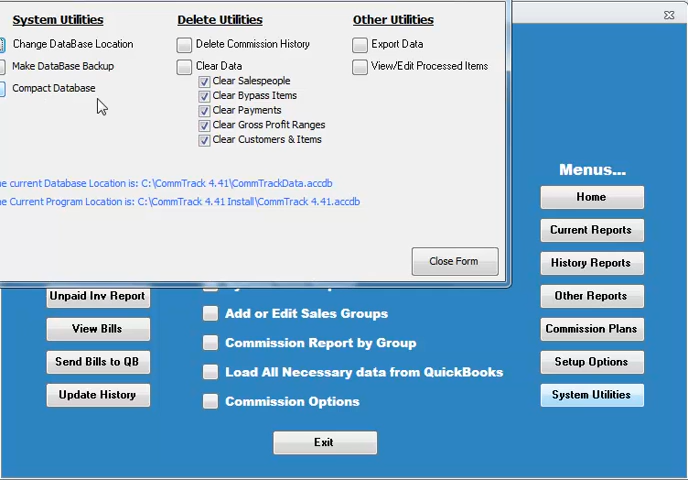 System Utilities
Change DataBase Location
Make DataBase Backup
Compact Database
Delete Utilities
Delete Commission History
Clear Data
Clear Salespeople
Clear Bypass Items
Clear Payments
Clear Gross Profit Ranges
Clear Customers & Items
Other Utilities
Export Data
View/Edit Processed Items
current Database Location is: C:\CommTrack 4.41\CommTrackData.accdb
Current Program Location is: C:\CommTrack 4.41 Install\CommTrack 4.41.accdb
Close Form
Unpaid Inv Report
View Bills
Send Bills to QB
Update History
Add or Edit Sales Groups
Commission Report by Group
Load All Necessary data from QuickBooks
Commission Options
Exit
Menus...
Home
Current Reports
History Reports
Other Reports
Commission Plans
Setup Options
System Utilities